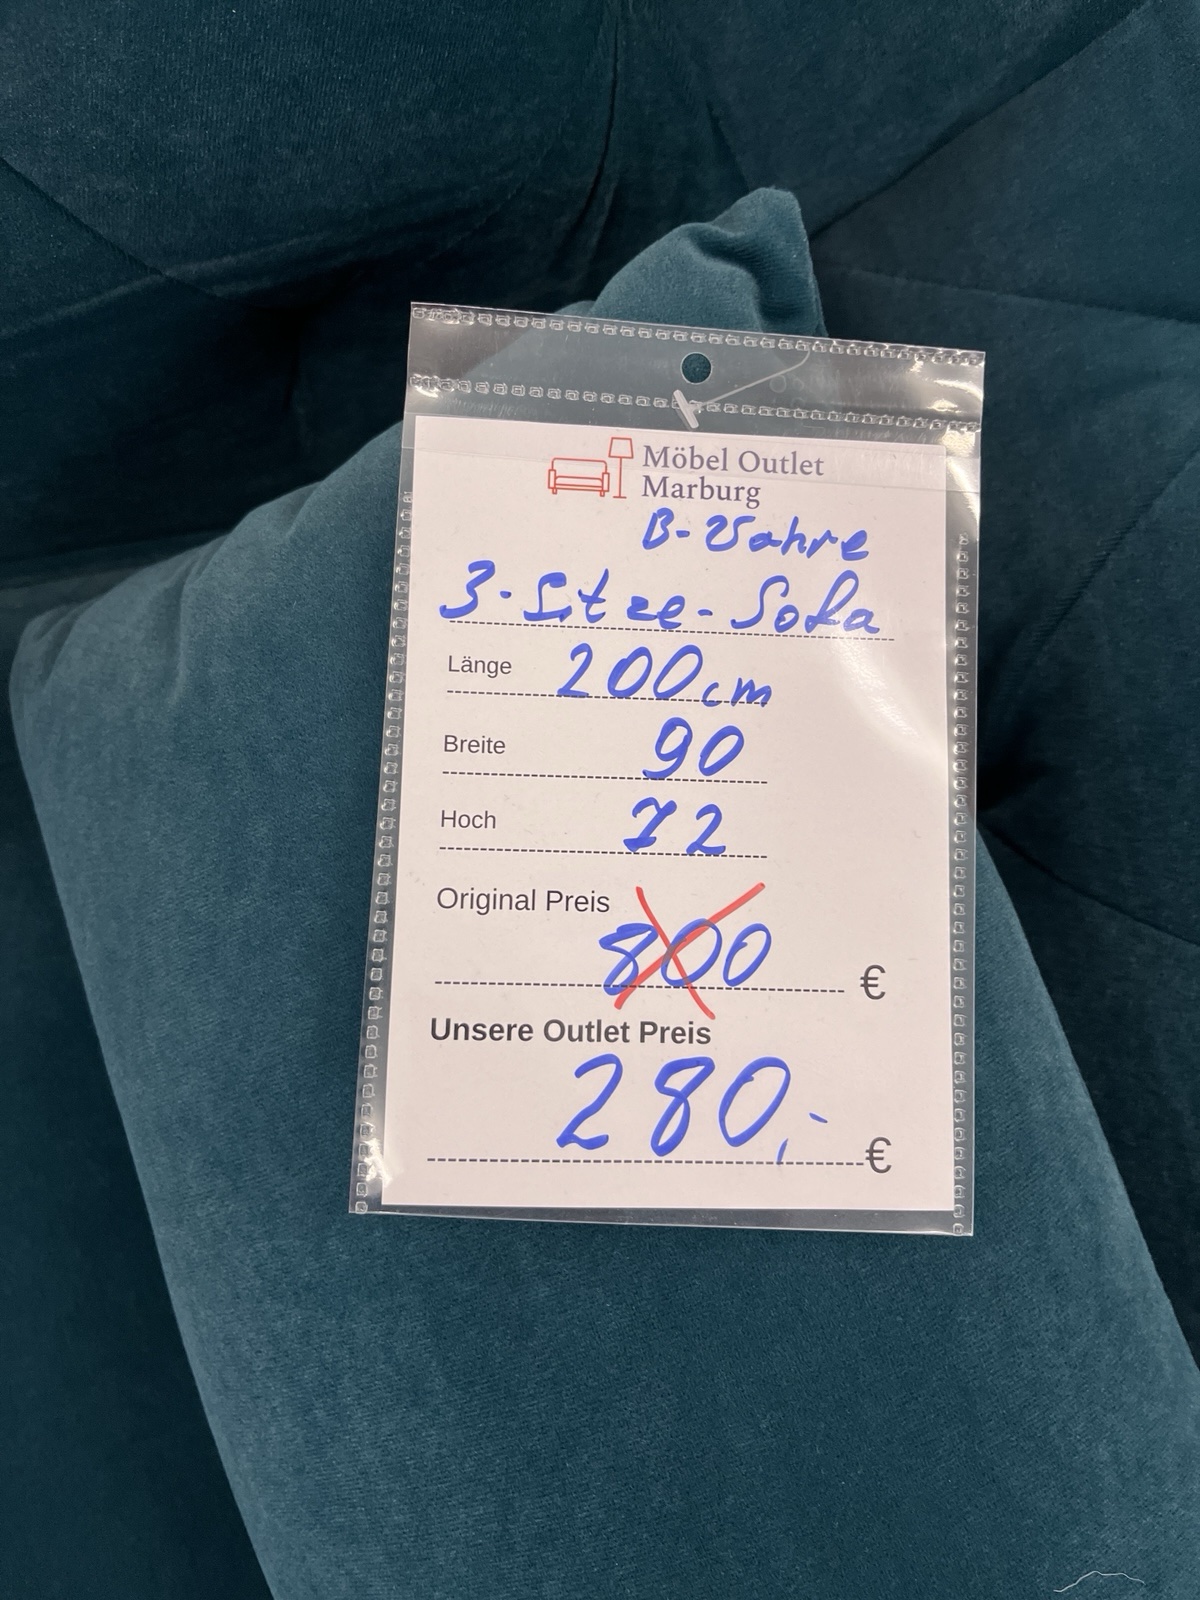 Möbel Outlet
Marburg
B-Wahre
3-Sitze-Sofa
Länge 200cm
Breite 90
Hoch 72
Original Preis
800 €
Unsere Outlet Preis
280,- €